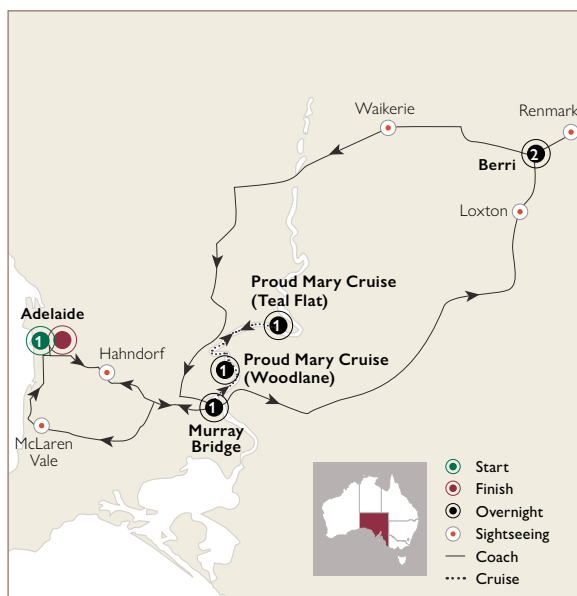 Waikerie
Renmark
2
Berri
Loxton
Proud Mary Cruise
(Teal Flat)
1
Adelaide
1
Hahndorf
Proud Mary Cruise
(Woodlane)
1
1
Murray
Bridge
McLaren
Vale
Start
Finish
Overnight
Sightseeing
Coach
Cruise